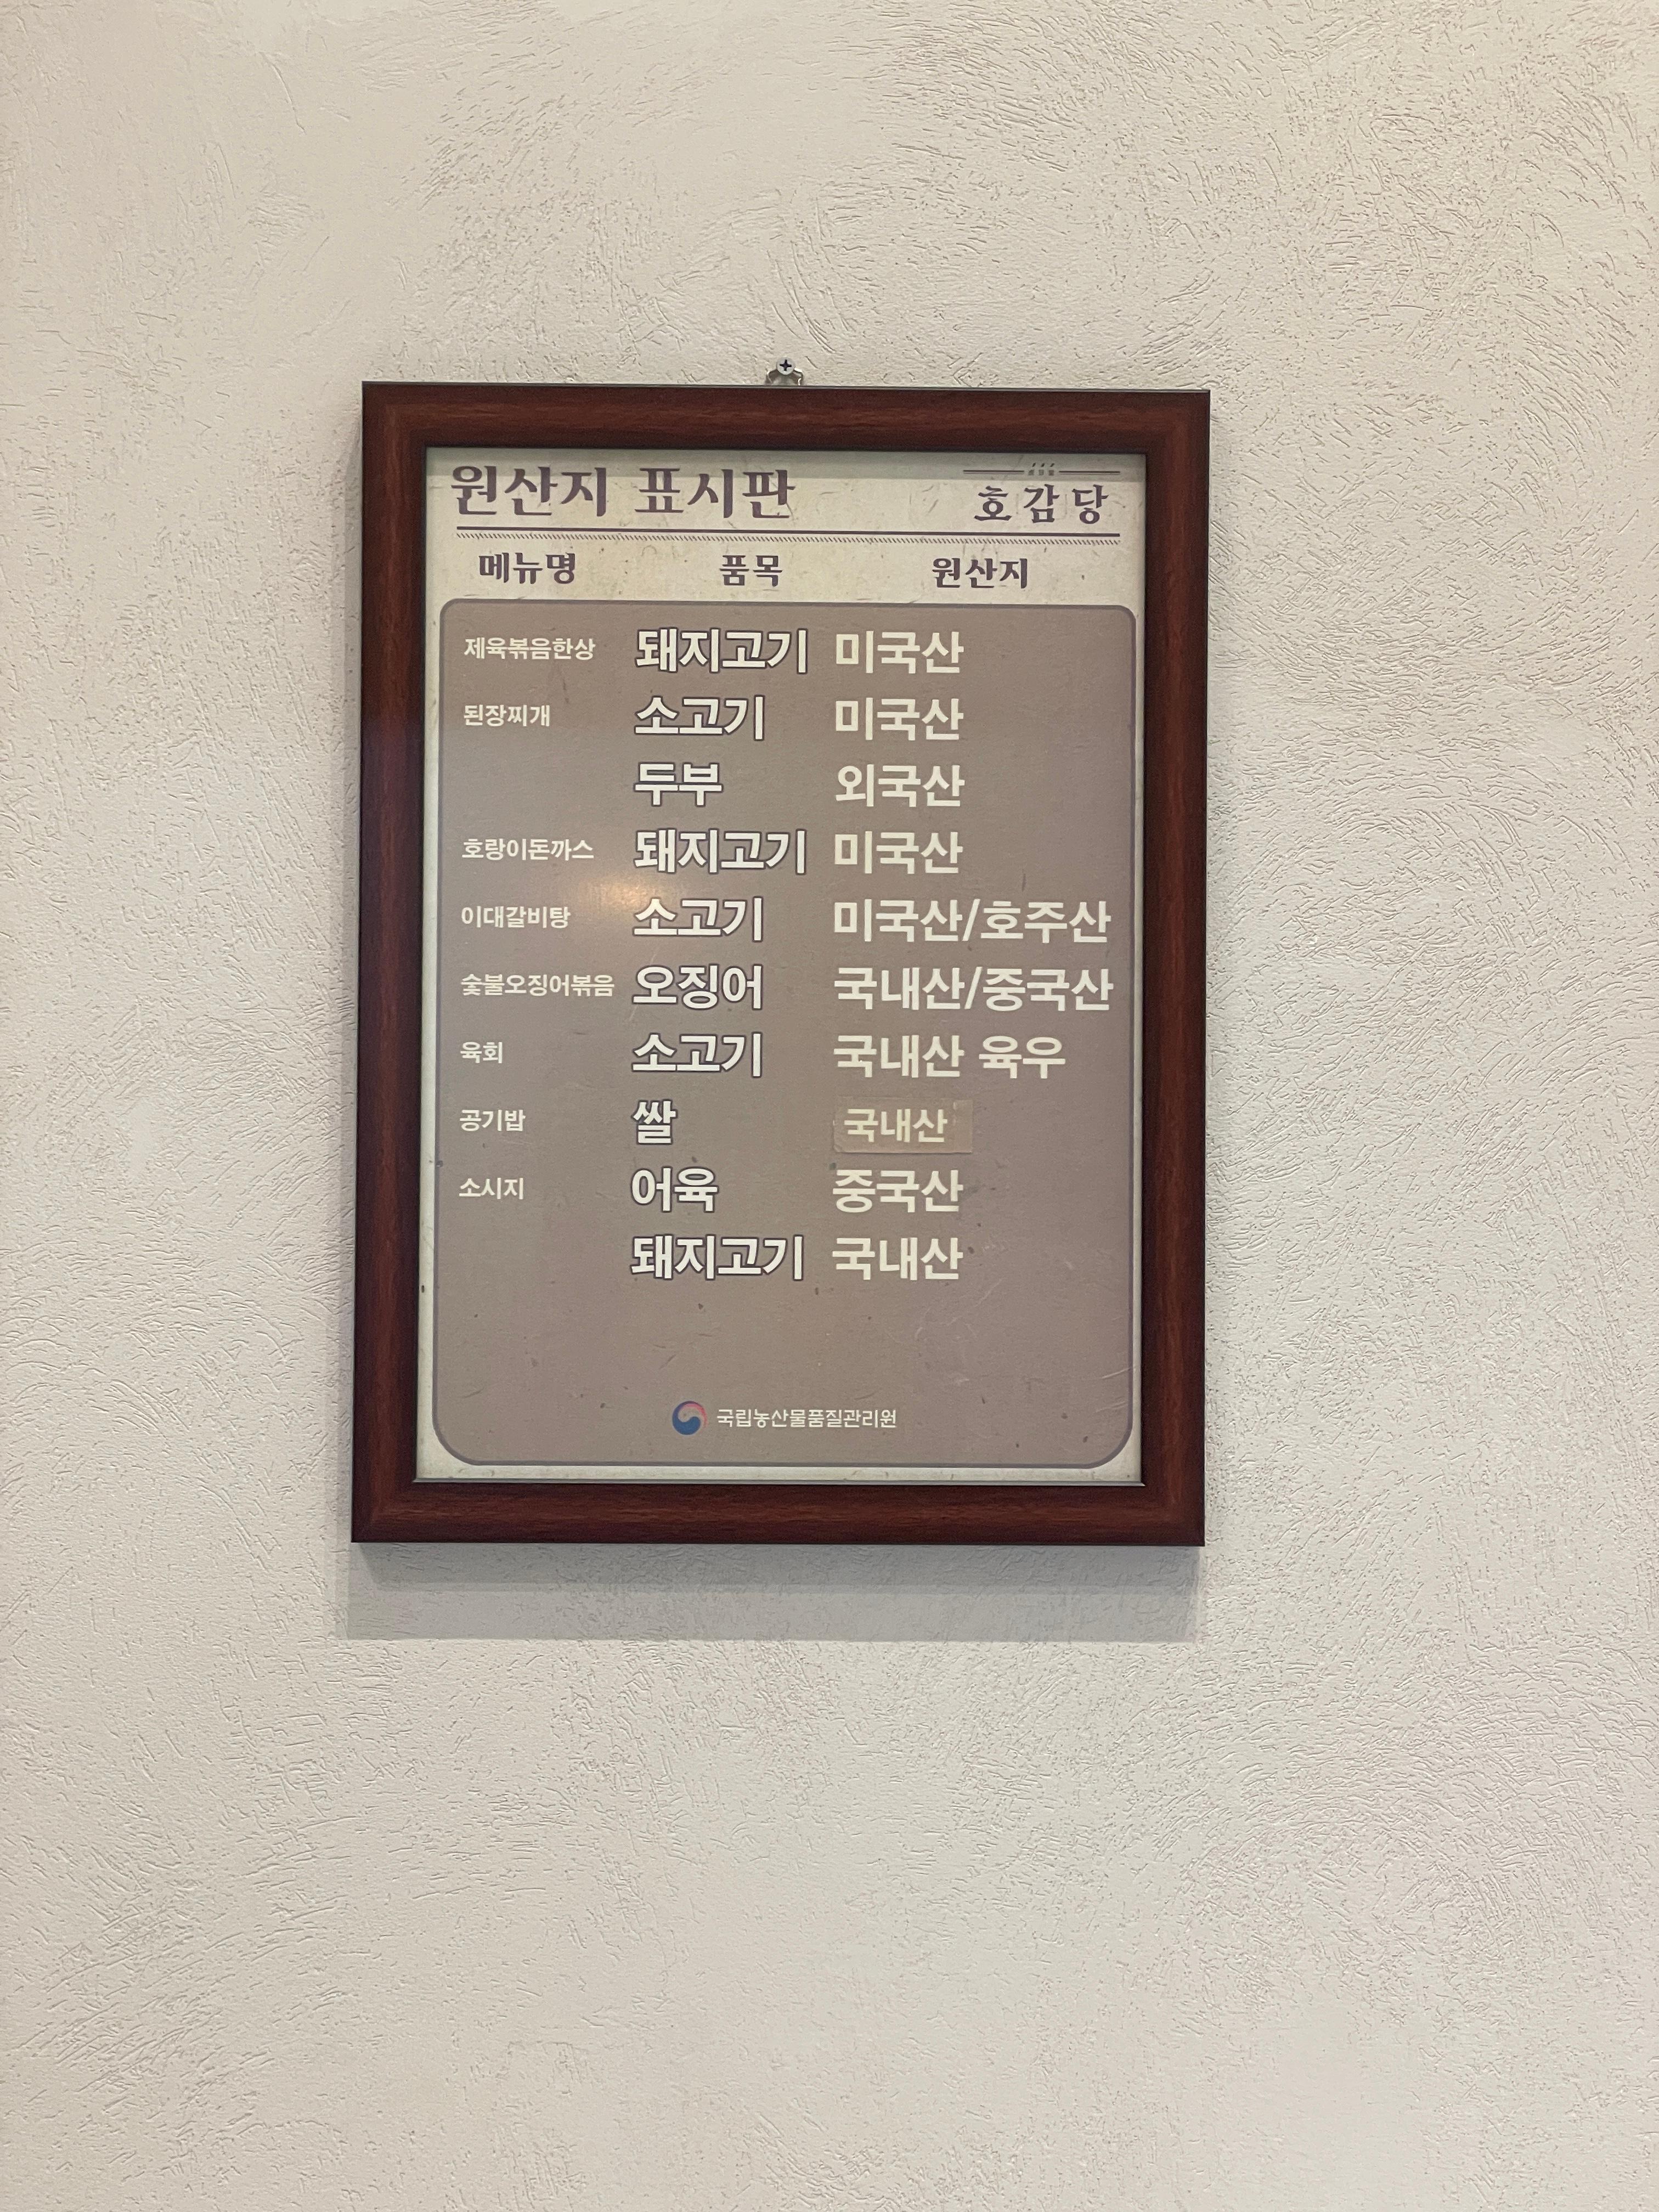 원산지 표시판
호감당
메뉴명 품목 원산지
제육볶음한상 돼지고기 미국산
된장찌개 소고기 미국산
두부 외국산
호랑이돈까스 돼지고기 미국산
이대갈비탕 소고기 미국산/호주산
숯불오징어볶음 오징어 국내산/중국산
육회 소고기 국내산 육우
공기밥 쌀 국내산
소시지 어육 중국산
돼지고기 국내산
국립농산물품질관리원